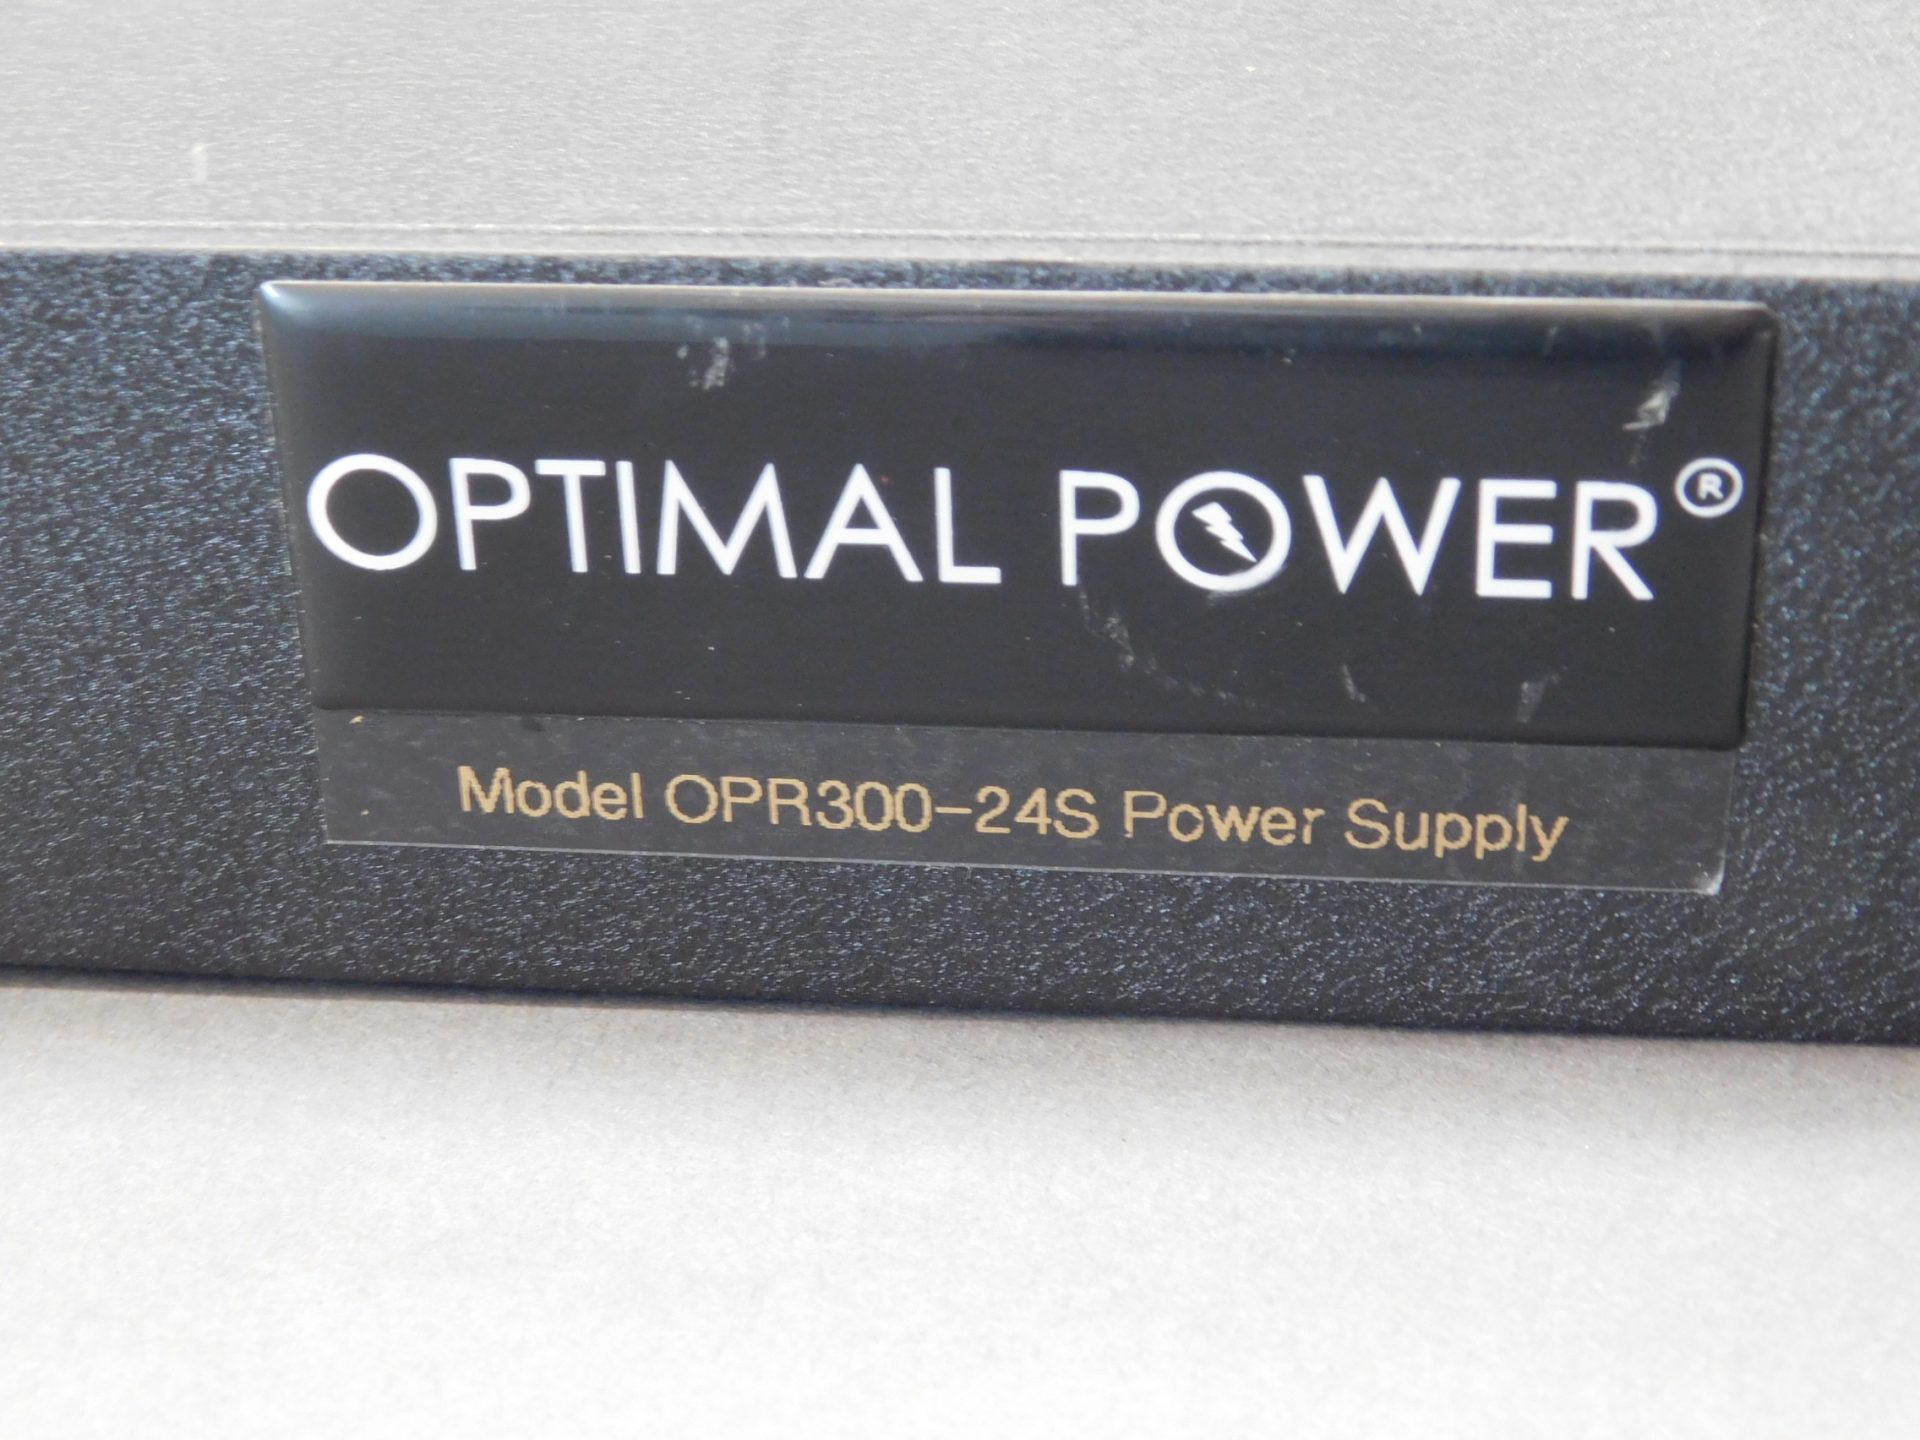 OPTIMAL POWER®
Model OPR300-24S Power Supply